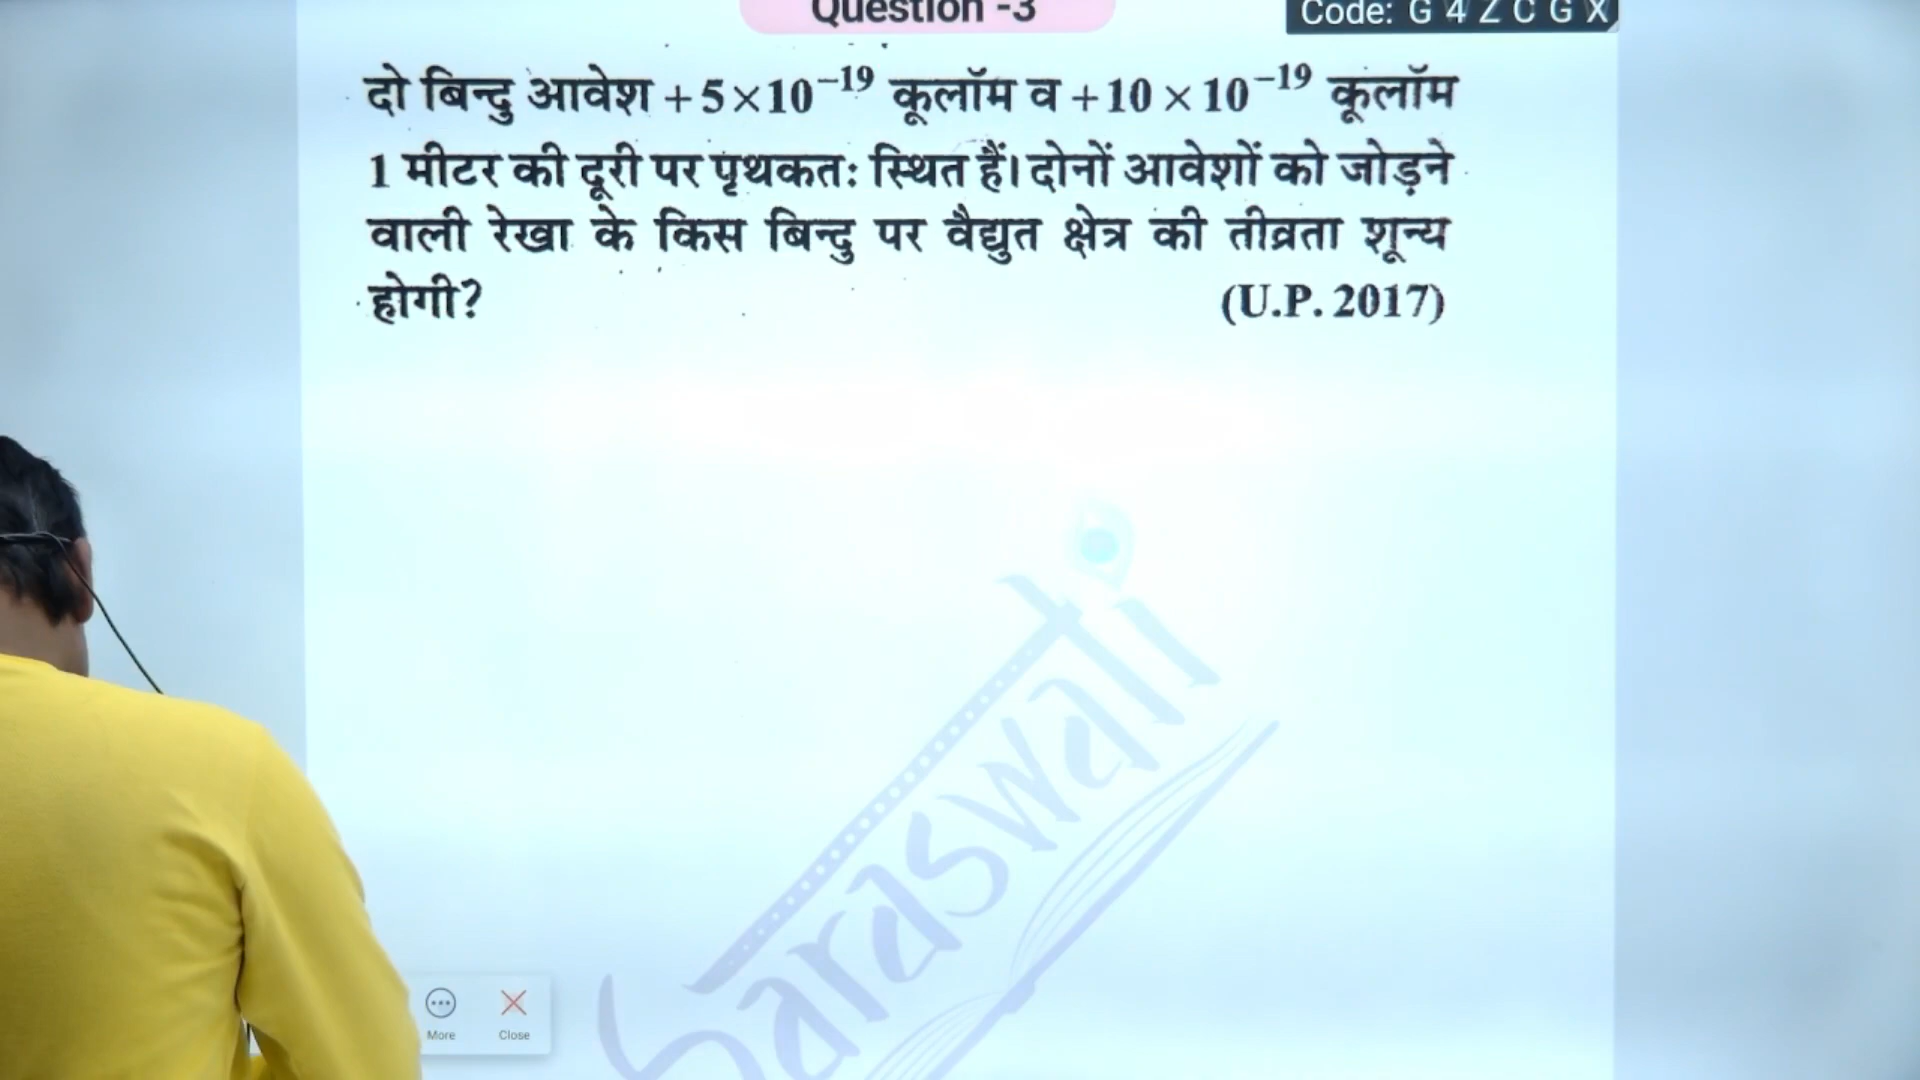 Question -3
Code: G 4 Z C G X
दो बिन्दु आवेश +5×10⁻¹⁹ कूलॉम व +10 × 10⁻¹⁹ कूलॉम
1 मीटर की दूरी पर पृथकतः स्थित हैं। दोनों आवेशों को जोड़ने
वाली रेखा के किस बिन्दु पर वैद्युत क्षेत्र की तीव्रता शून्य
होगी? (U.P. 2017)
Saraswati
More Close